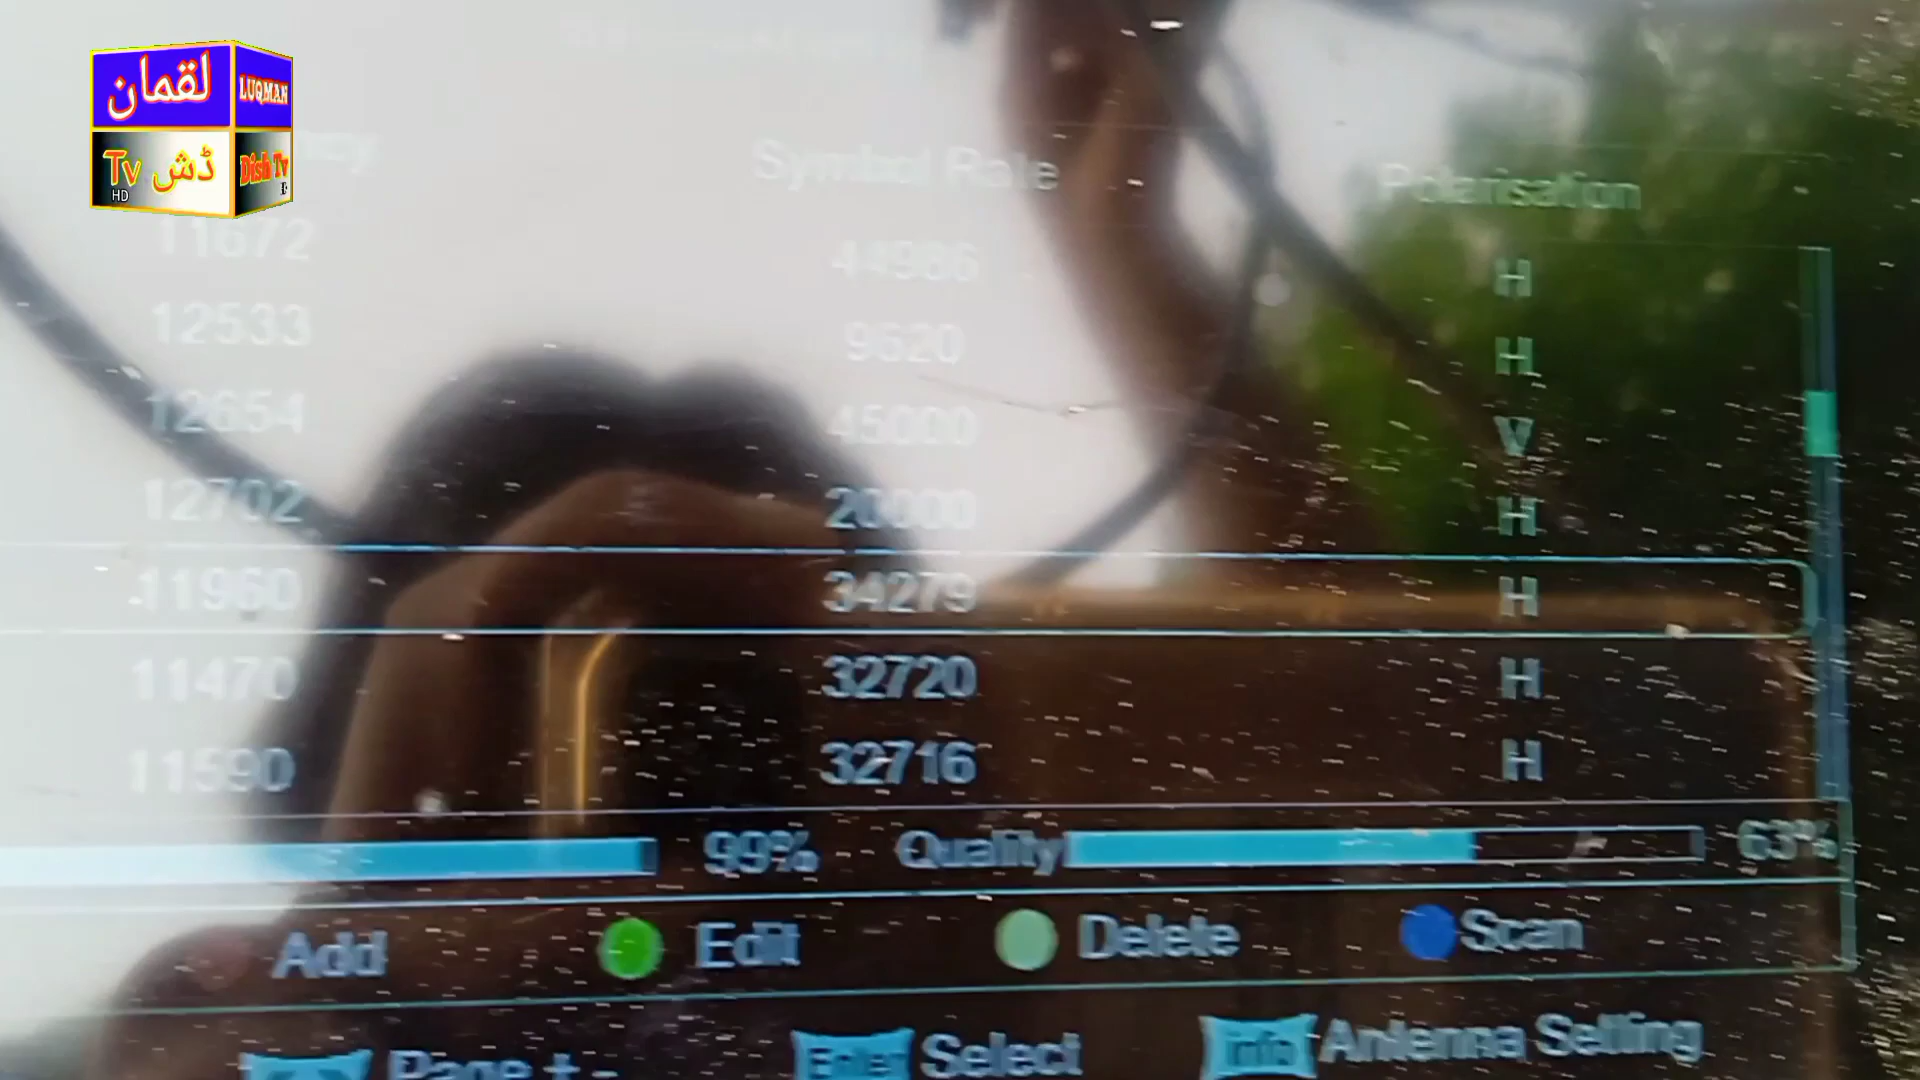 لقمان
LUQMAN
Tv ڈش
HD
Dish Tv
Symbol Rate
Polarisation
11672 44986 H
12533 9620 H
12654 45000 V
12702 20000 H
11960 34279 H
11470 32720 H
11590 32716 H
99% Quality 63%
Add Edit Delete Scan
Page + - Enter Select Info Antenna Setting